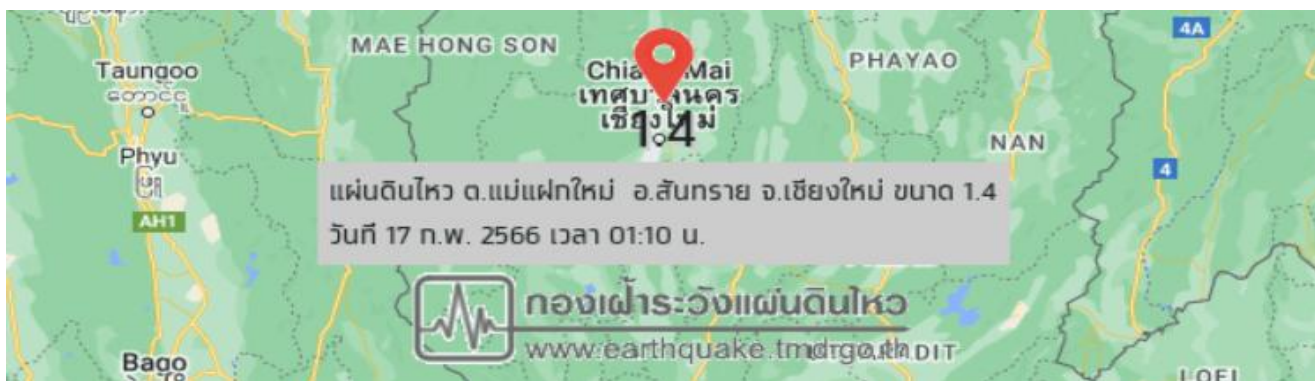 4A
MAE HONG SON
PHAYAO
Taungoo
တောင်ငူ
Chiang Mai
เทศบาลนคร
เชียงใหม่
1.4
NAN
Phyu
ဖြူး
4
AH1
แผ่นดินไหว ต.แม่แฝกใหม่ อ.สันทราย จ.เชียงใหม่ ขนาด 1.4
วันที่ 17 ก.พ. 2566 เวลา 01:10 น.
กองเฝ้าระวังแผ่นดินไหว
www.earthquake.tmd.go.th
Bago
LOEI